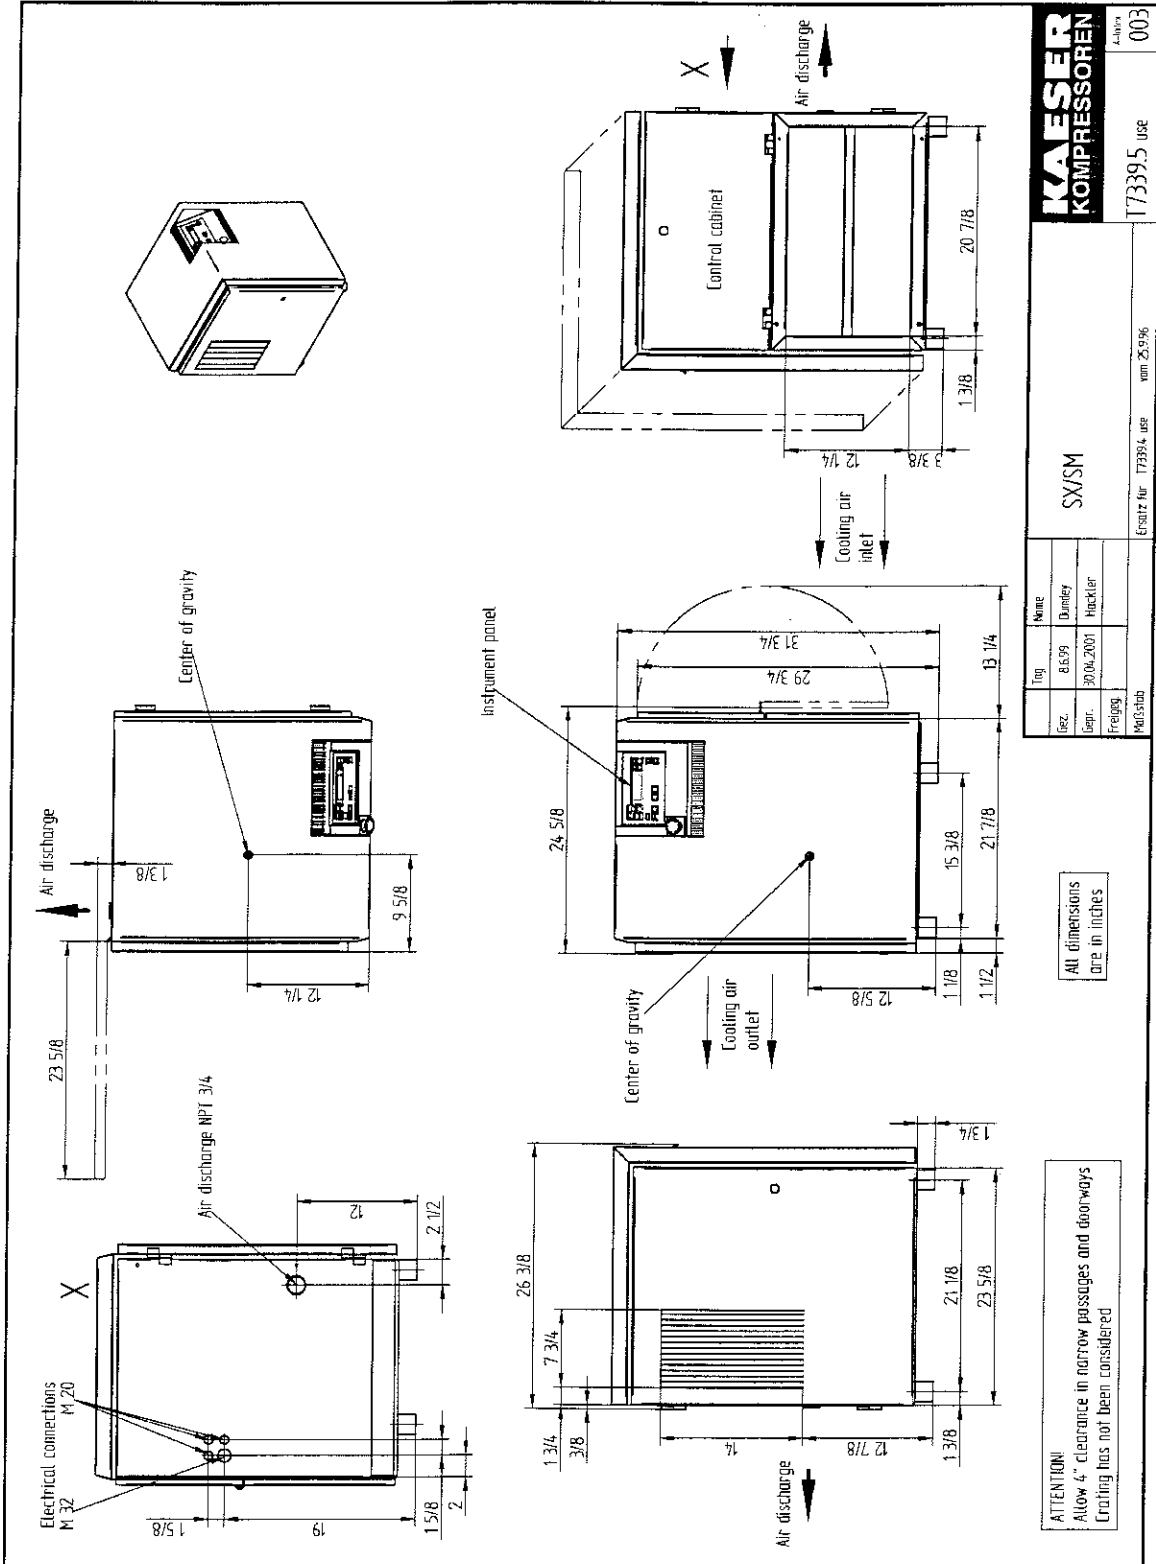 Electrical connections
M 32
M 20
X
Air discharge NPT 3/4
1 5/8
19
1 5/8
2
12
2 1/2
23 5/8
Air discharge
1 3/8
12 1/4
9 5/8
Center of gravity
Air discharge
1 3/4
3/8
7 3/4
26 3/8
14
12 7/8
1 3/8
21 1/8
23 5/8
1 3/4
Center of gravity
Cooling air
outlet
24 5/8
Instrument panel
12 5/8
1 1/8
1 1/2
15 3/8
21 7/8
29 3/4
31 3/4
13 1/4
Cooling air
inlet
12 1/4
3 3/8
1 3/8
20 7/8
Control cabinet
X
Air discharge
ATTENTION!
Allow 4" clearance in narrow passages and doorways
Crating has not been considered
All dimensions
are in inches
Tag
Name
Gez.
8.6.99
Gepr.
30.04.2001
Hackler
Freigeg.
Maßstab
SX/SM
Ersatz für T7339.4 use vom 25.9.96
KAESER
KOMPRESSOREN
T7339.5 use
003